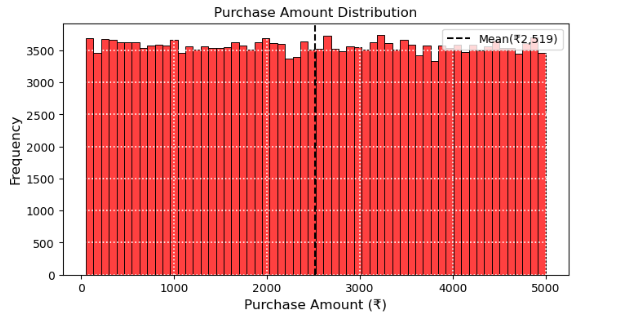 Purchase Amount Distribution
Mean(₹2,519)
Frequency
3500
3000
2500
2000
1500
1000
500
0
0 1000 2000 3000 4000 5000
Purchase Amount (₹)